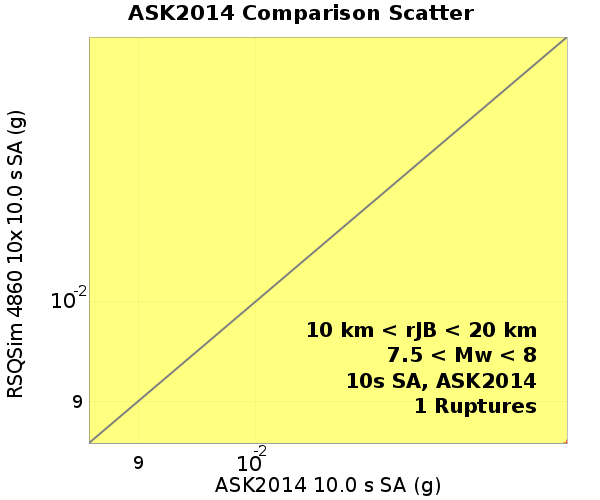 ASK2014 Comparison Scatter
RSQSim 4860 10x 10.0 s SA (g)
10-2
9
10 km < rJB < 20 km
7.5 < Mw < 8
10s SA, ASK2014
1 Ruptures
9
10-2
ASK2014 10.0 s SA (g)